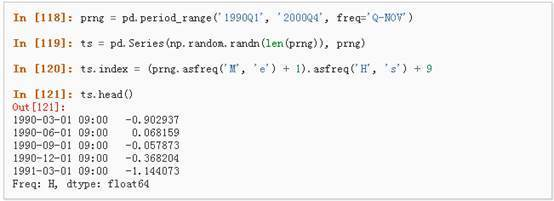 In [118]: prng = pd.period_range('1990Q1', '2000Q4', freq='Q-NOV')
In [119]: ts = pd.Series(np.random.randn(len(prng)), prng)
In [120]: ts.index = (prng.asfreq('M', 'e') + 1).asfreq('H', 's') + 9
In [121]: ts.head()
Out[121]:
1990-03-01 09:00 -0.902937
1990-06-01 09:00 0.068159
1990-09-01 09:00 -0.057873
1990-12-01 09:00 -0.368204
1991-03-01 09:00 -1.144073
Freq: H, dtype: float64